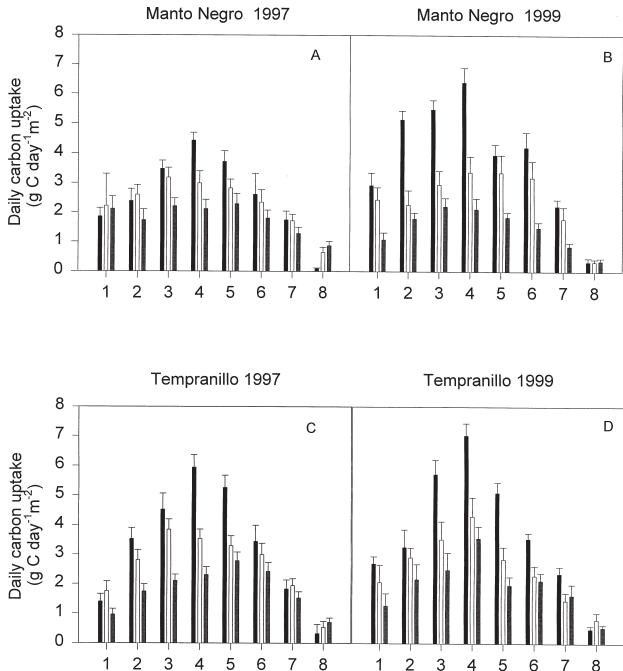 Manto Negro 1997
Manto Negro 1999
Daily carbon uptake
(g C day-1m-2)
8
7
6
5
4
3
2
1
0
A
B
1 2 3 4 5 6 7 8
1 2 3 4 5 6 7 8
Tempranillo 1997
Tempranillo 1999
Daily carbon uptake
(g C day-1m-2)
8
7
6
5
4
3
2
1
0
C
D
1 2 3 4 5 6 7 8
1 2 3 4 5 6 7 8